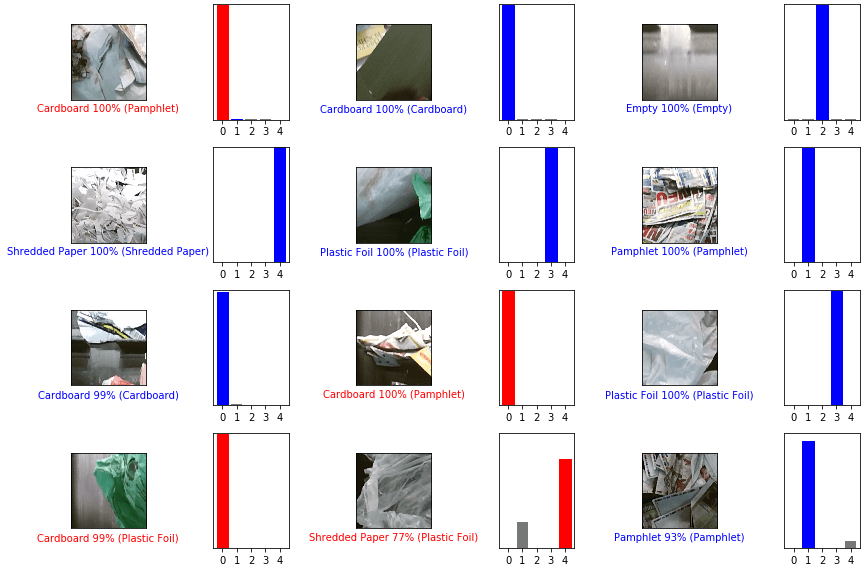 Cardboard 100% (Pamphlet)
0 1 2 3 4
Cardboard 100% (Cardboard)
0 1 2 3 4
Empty 100% (Empty)
0 1 2 3 4
Shredded Paper 100% (Shredded Paper)
0 1 2 3 4
Plastic Foil 100% (Plastic Foil)
0 1 2 3 4
Pamphlet 100% (Pamphlet)
0 1 2 3 4
Cardboard 99% (Cardboard)
0 1 2 3 4
Cardboard 100% (Pamphlet)
0 1 2 3 4
Plastic Foil 100% (Plastic Foil)
0 1 2 3 4
Cardboard 99% (Plastic Foil)
0 1 2 3 4
Shredded Paper 77% (Plastic Foil)
0 1 2 3 4
Pamphlet 93% (Pamphlet)
0 1 2 3 4